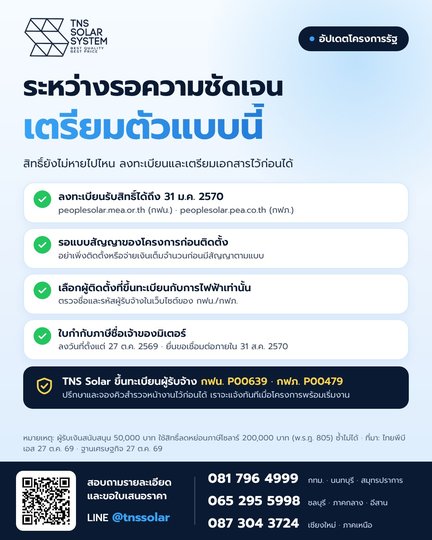 TNS
SOLAR
SYSTEM
BEST QUALITY
BEST PRICE
อัปเดตโครงการรัฐ
ระหว่างรอความชัดเจน
เตรียมตัวแบบนี้
สิทธิ์ยังไม่หายไปไหน ลงทะเบียนและเตรียมเอกสารไว้ก่อนได้
ลงทะเบียนรับสิทธิ์ได้ถึง 31 ม.ค. 2570
peoplesolar.mea.or.th (กฟน.) · peoplesolar.pea.co.th (กฟภ.)
รอแบบสัญญาของโครงการก่อนติดตั้ง
อย่าเพิ่งติดตั้งหรือจ่ายเงินเต็มจำนวนก่อนมีสัญญาตามแบบ
เลือกผู้ติดตั้งที่ขึ้นทะเบียนกับการไฟฟ้าเท่านั้น
ตรวจชื่อและรหัสผู้รับจ้างในเว็บไซต์ของ กฟน./กฟภ.
ใบกำกับภาษีชื่อเจ้าของมิเตอร์
ลงวันที่ตั้งแต่ 27 ต.ค. 2569 · ยื่นขอเชื่อมต่อภายใน 31 ส.ค. 2570
TNS Solar ขึ้นทะเบียนผู้รับจ้าง กฟน. P00639 · กฟภ. P00479
ปรึกษาและจองคิวสำรวจหน้างานไว้ก่อนได้ เราจะแจ้งทันทีเมื่อโครงการพร้อมเริ่มงาน
หมายเหตุ: ผู้รับเงินสนับสนุน 50,000 บาท ใช้สิทธิ์ลดหย่อนภาษีโซลาร์ 200,000 บาท (พ.ร.ฎ. 805) ซ้ำไม่ได้ · ที่มา: ไทยพีบี
เอส 27 ต.ค. 69 · ฐานเศรษฐกิจ 27 ต.ค. 69
สอบถามรายละเอียด
และขอใบเสนอราคา
LINE @tnssolar
081 796 4999 กทม. · นนทบุรี · สมุทรปราการ
065 295 5998 ชลบุรี · ภาคกลาง · อีสาน
087 304 3724 เชียงใหม่ · ภาคเหนือ